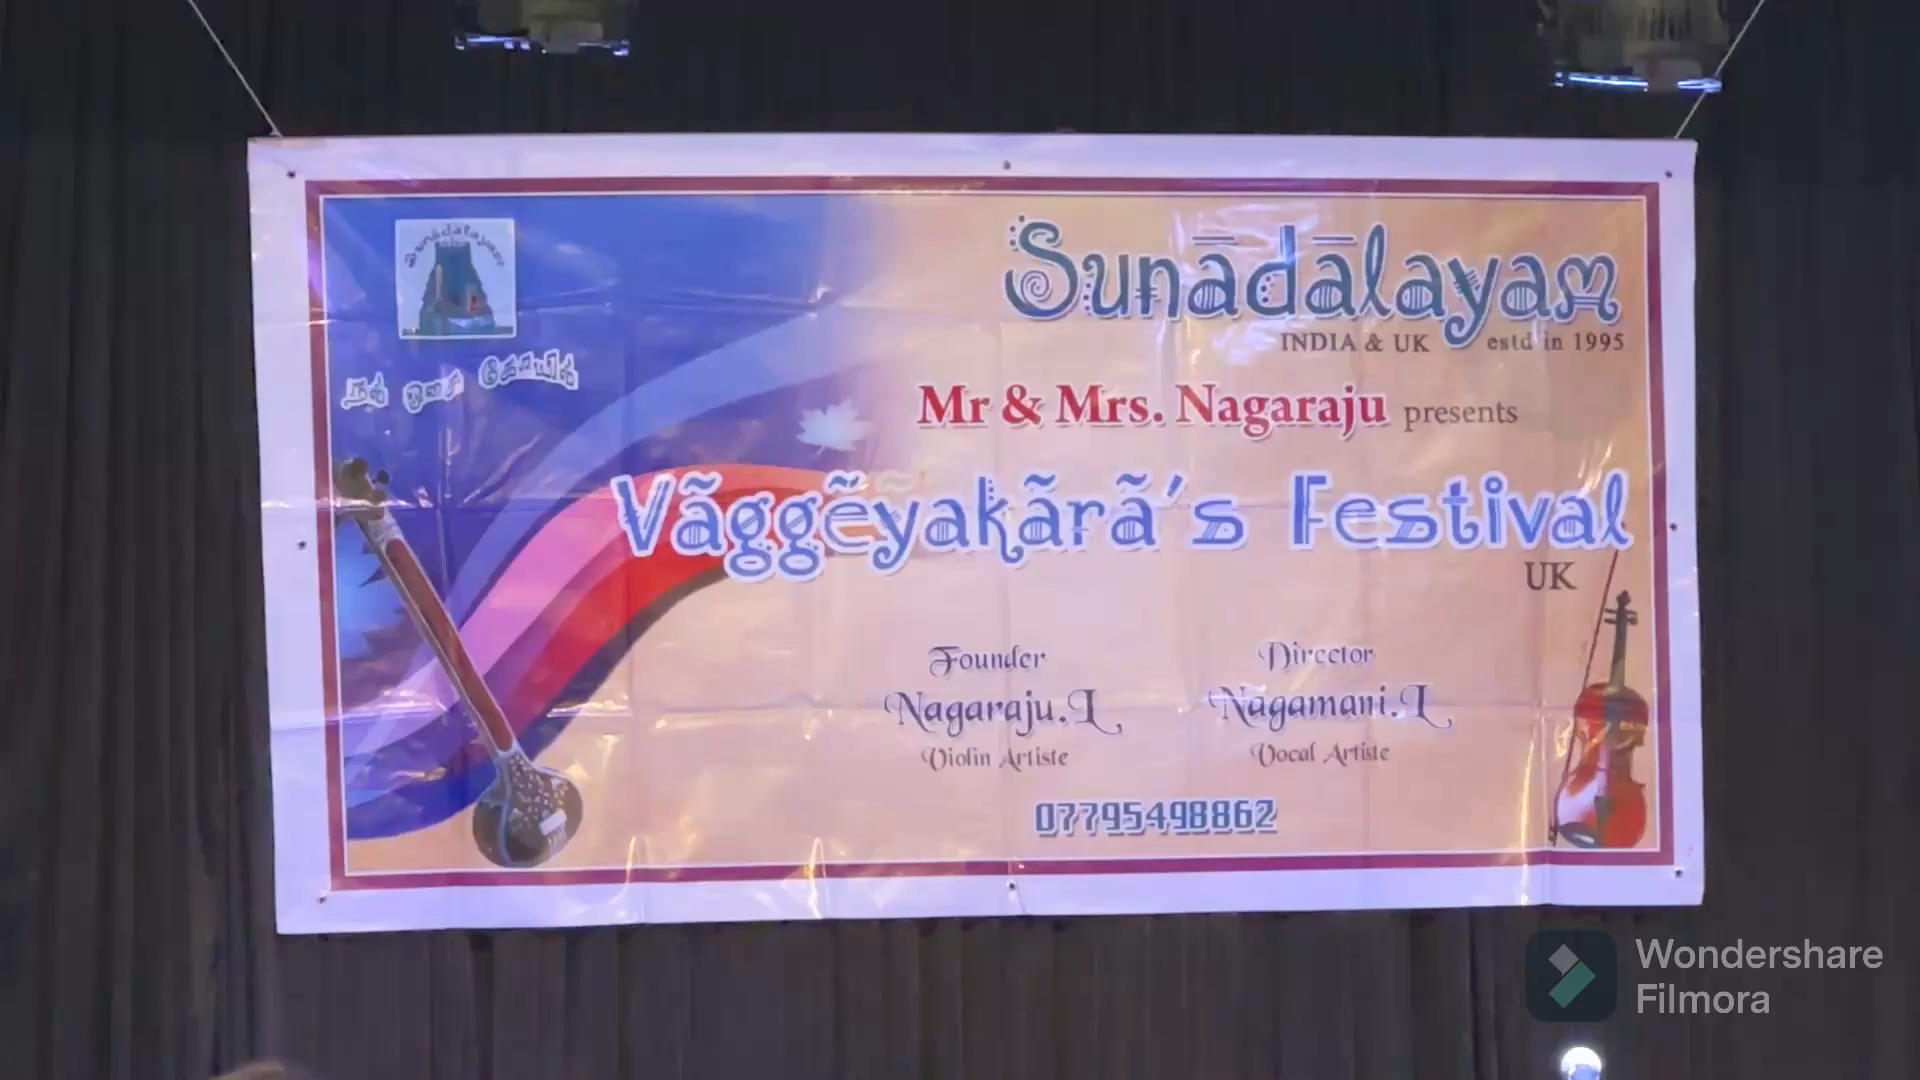 Sunadalayam
Sunādālayam
INDIA & UK estd in 1995
Mr & Mrs. Nagaraju presents
Vãggẽyakãrã's Festival
UK
Founder
Nagaraju.L
Violin Artiste
Director
Nagamani.L
Vocal Artiste
07795498862
Wondershare
Filmora